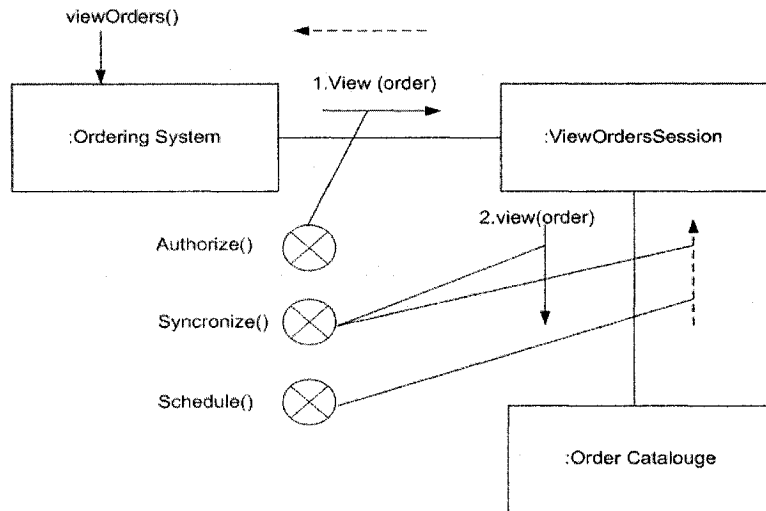 viewOrders()
1.View (order)
:Ordering System
:ViewOrdersSession
Authorize()
2.view(order)
Syncronize()
Schedule()
:Order Catalouge